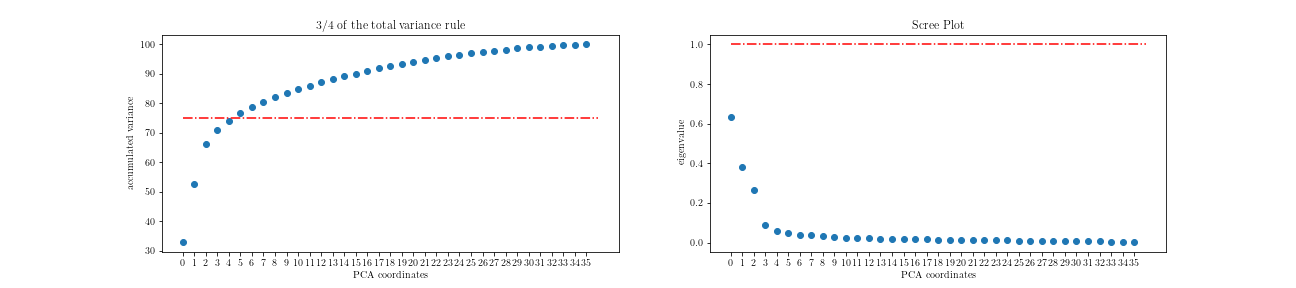 3/4 of the total variance rule
accumulated variance
100
90
80
70
60
50
40
30
0 1 2 3 4 5 6 7 8 9 10 11 12 13 14 15 16 17 18 19 20 21 22 23 24 25 26 27 28 29 30 31 32 33 34 35
PCA coordinates
Scree Plot
eigenvalue
1.0
0.8
0.6
0.4
0.2
0.0
0 1 2 3 4 5 6 7 8 9 10 11 12 13 14 15 16 17 18 19 20 21 22 23 24 25 26 27 28 29 30 31 32 33 34 35
PCA coordinates